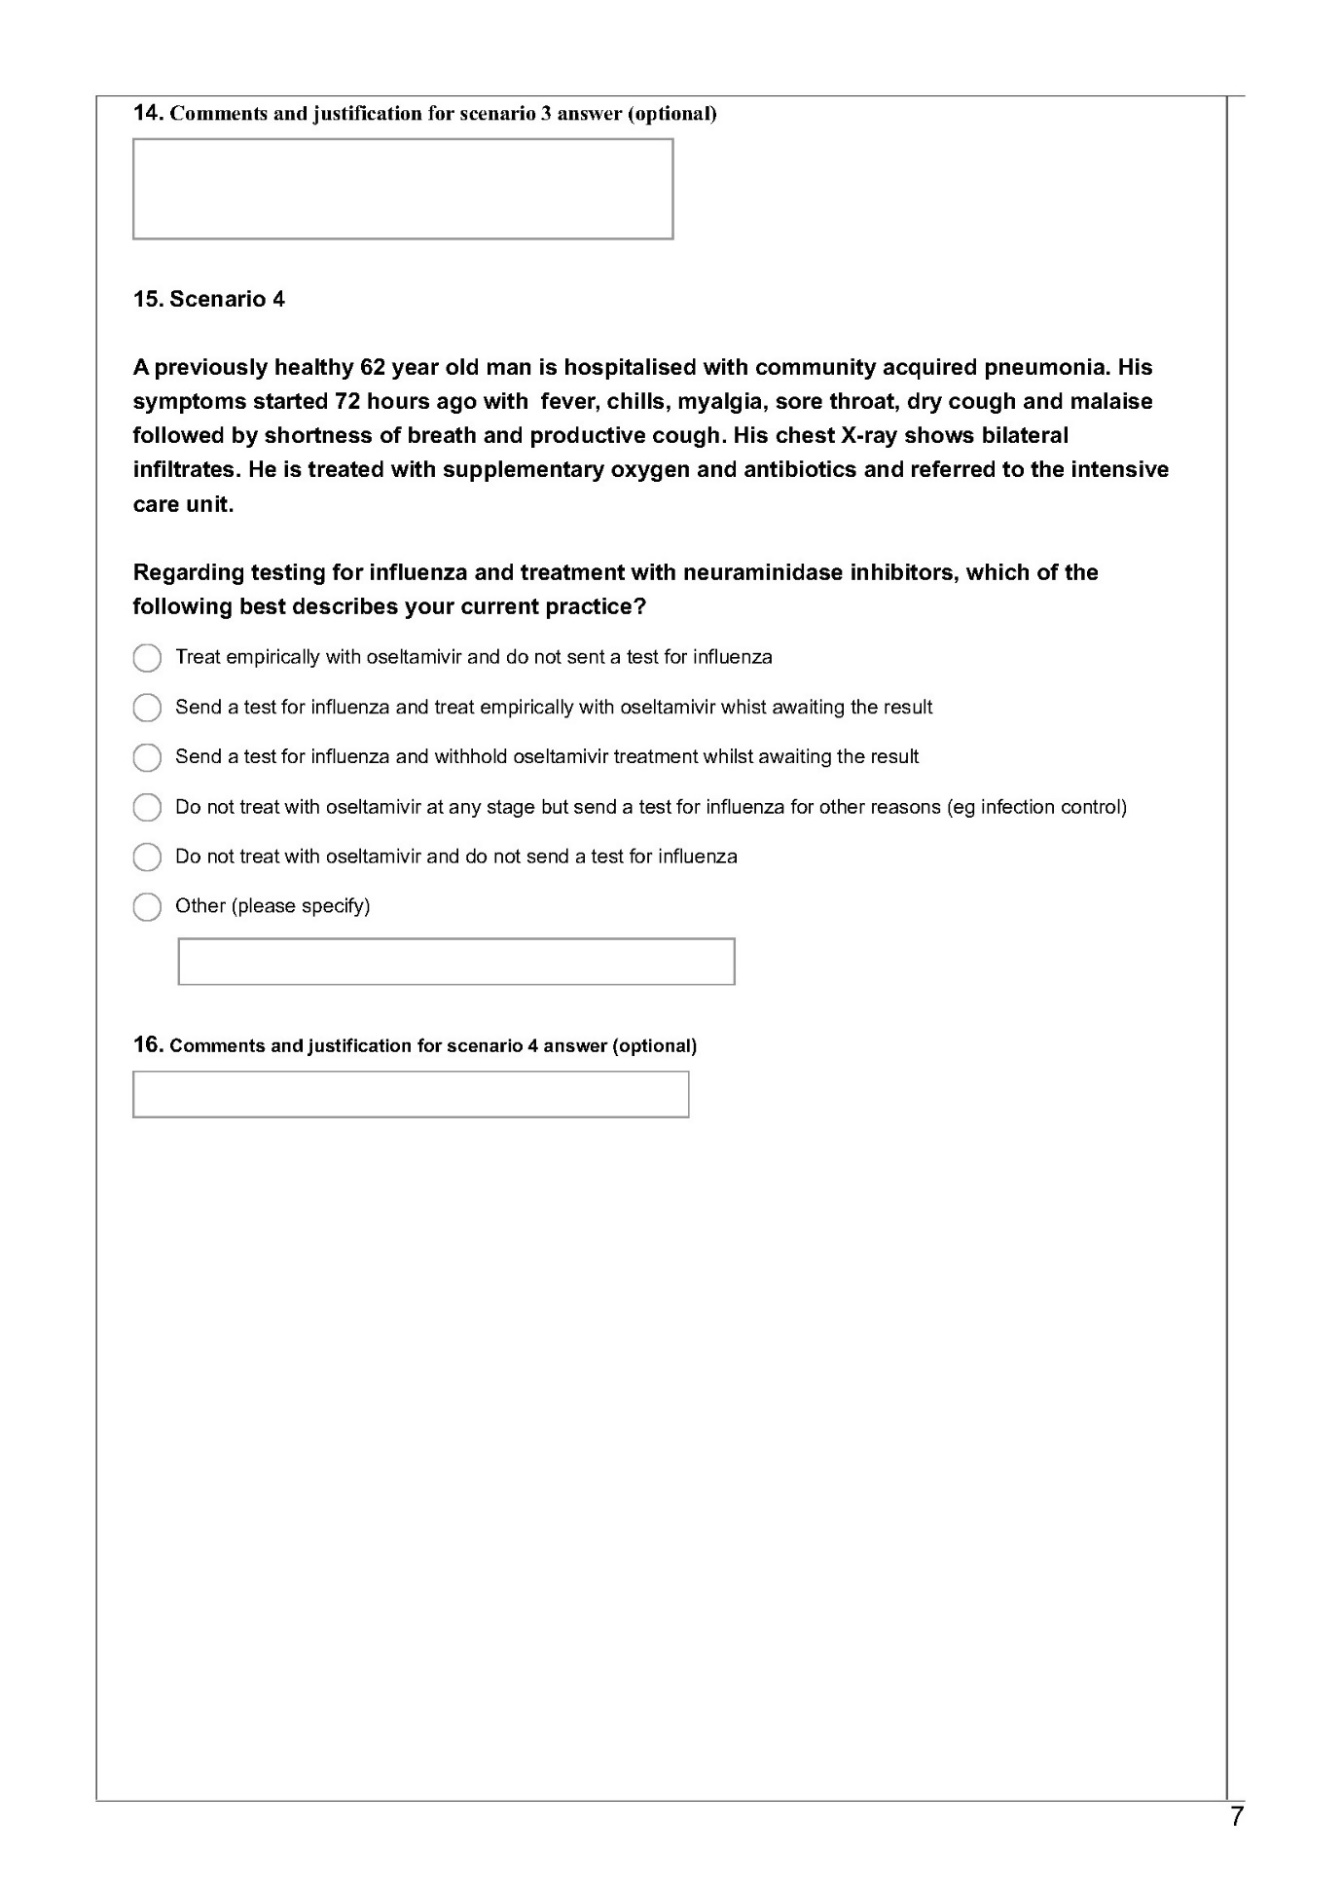 14. Comments and justification for scenario 3 answer (optional)
15. Scenario 4
A previously healthy 62 year old man is hospitalised with community acquired pneumonia. His
symptoms started 72 hours ago with fever, chills, myalgia, sore throat, dry cough and malaise
followed by shortness of breath and productive cough. His chest X-ray shows bilateral
infiltrates. He is treated with supplementary oxygen and antibiotics and referred to the intensive
care unit.
Regarding testing for influenza and treatment with neuraminidase inhibitors, which of the
following best describes your current practice?
Treat empirically with oseltamivir and do not sent a test for influenza
Send a test for influenza and treat empirically with oseltamivir whist awaiting the result
Send a test for influenza and withhold oseltamivir treatment whilst awaiting the result
Do not treat with oseltamivir at any stage but send a test for influenza for other reasons (eg infection control)
Do not treat with oseltamivir and do not send a test for influenza
Other (please specify)
16. Comments and justification for scenario 4 answer (optional)
7